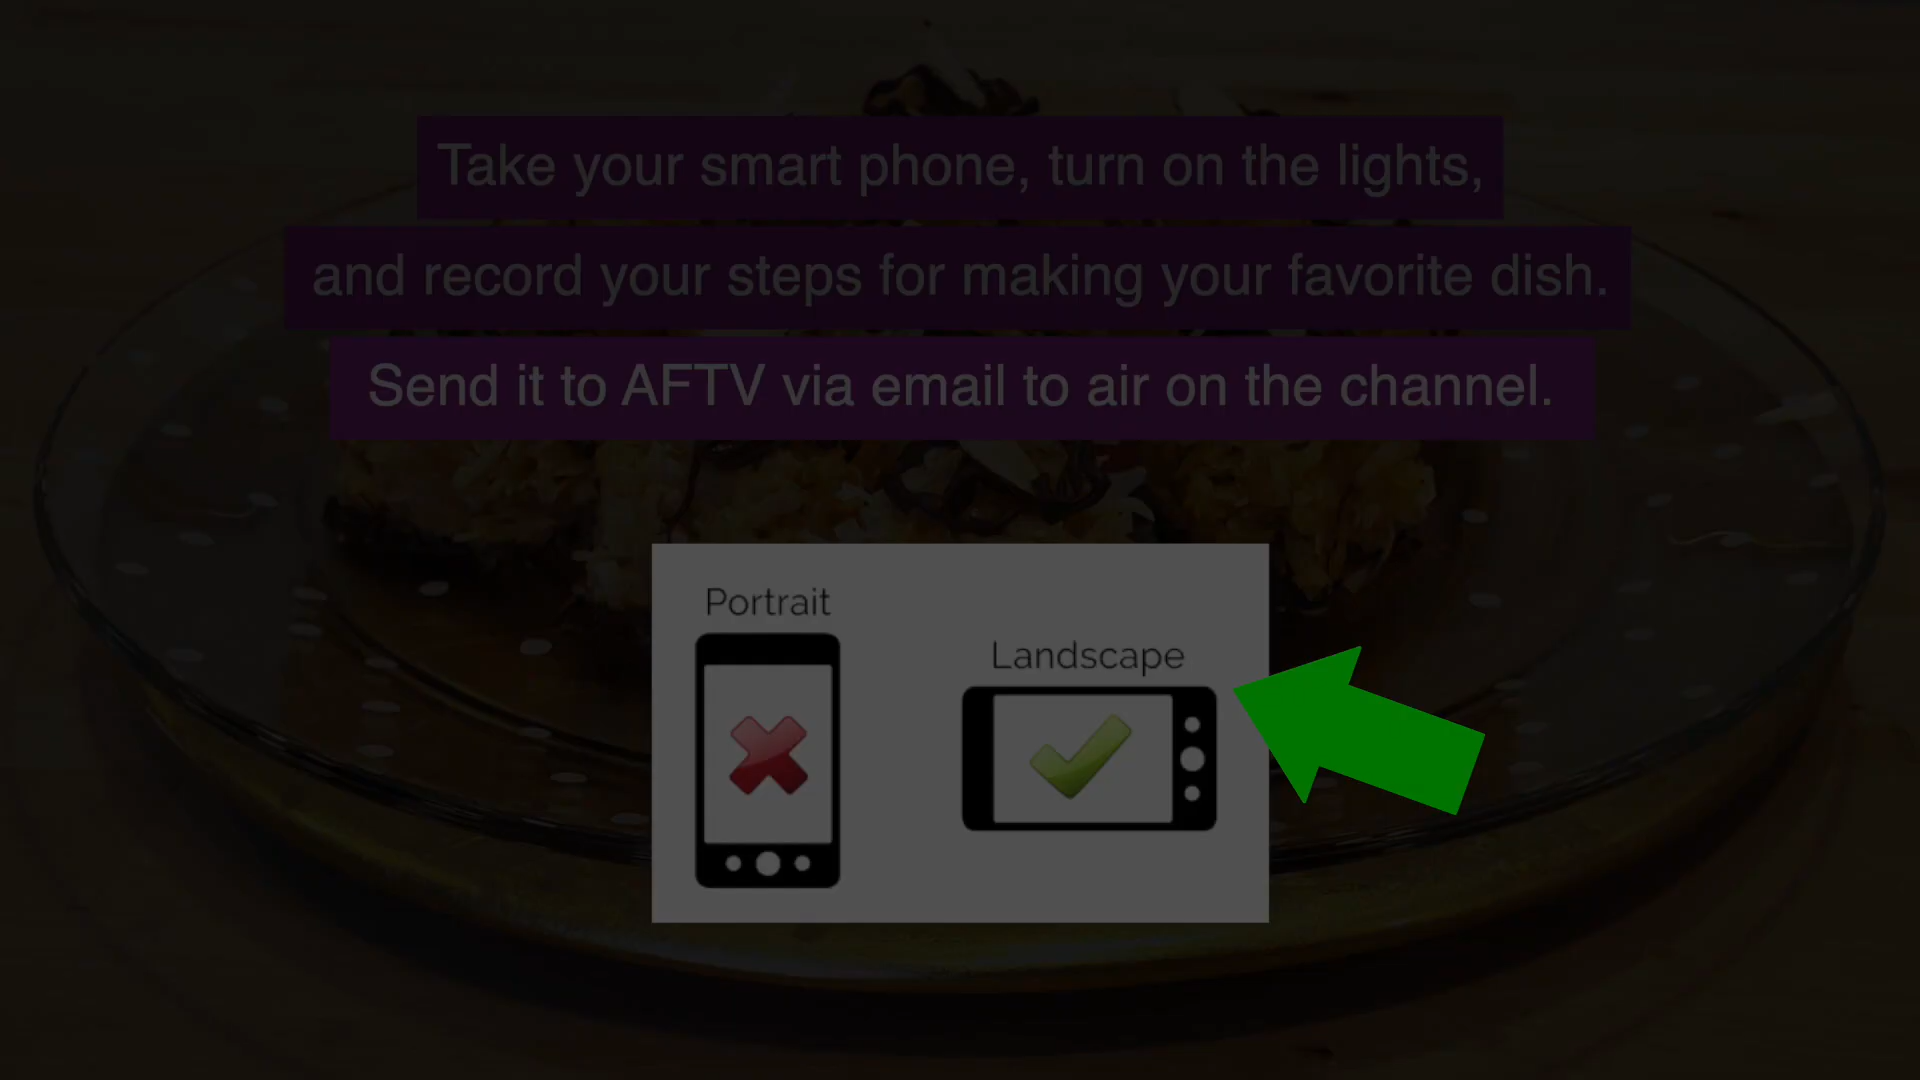 Take your smart phone, turn on the lights,
and record your steps for making your favorite dish.
Send it to AFTV via email to air on the channel.
Portrait
Landscape